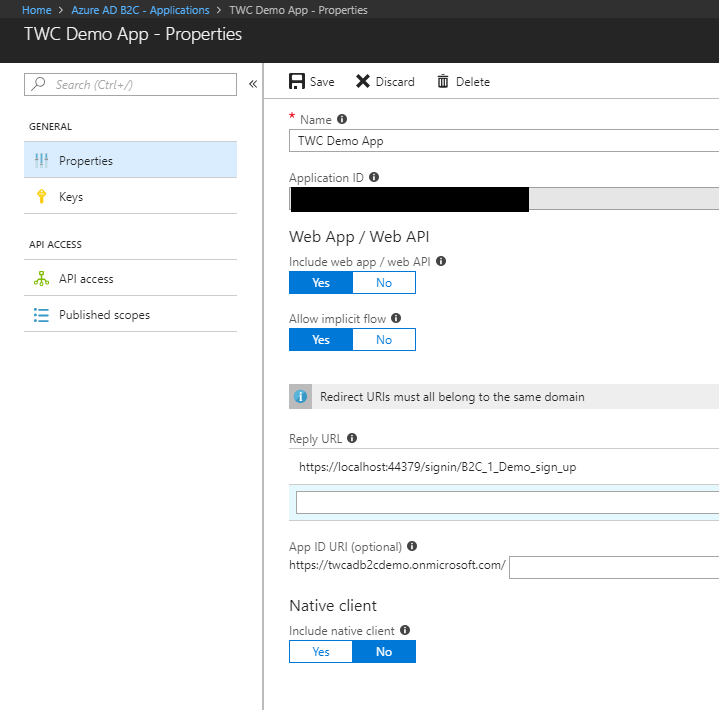 Home > Azure AD B2C - Applications > TWC Demo App - Properties
TWC Demo App - Properties
Search (Ctrl+/)
«
GENERAL
Properties
Keys
API ACCESS
API access
Published scopes
Save Discard Delete
* Name
TWC Demo App
Application ID
Web App / Web API
Include web app / web API
Yes No
Allow implicit flow
Yes No
Redirect URIs must all belong to the same domain
Reply URL
https://localhost:44379/signin/B2C_1_Demo_sign_up
App ID URI (optional)
https://twcadb2cdemo.onmicrosoft.com/
Native client
Include native client
Yes No